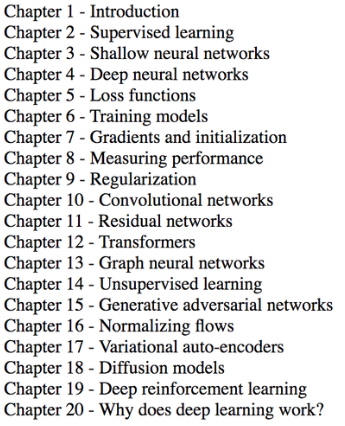 Chapter 1 - Introduction
Chapter 2 - Supervised learning
Chapter 3 - Shallow neural networks
Chapter 4 - Deep neural networks
Chapter 5 - Loss functions
Chapter 6 - Training models
Chapter 7 - Gradients and initialization
Chapter 8 - Measuring performance
Chapter 9 - Regularization
Chapter 10 - Convolutional networks
Chapter 11 - Residual networks
Chapter 12 - Transformers
Chapter 13 - Graph neural networks
Chapter 14 - Unsupervised learning
Chapter 15 - Generative adversarial networks
Chapter 16 - Normalizing flows
Chapter 17 - Variational auto-encoders
Chapter 18 - Diffusion models
Chapter 19 - Deep reinforcement learning
Chapter 20 - Why does deep learning work?